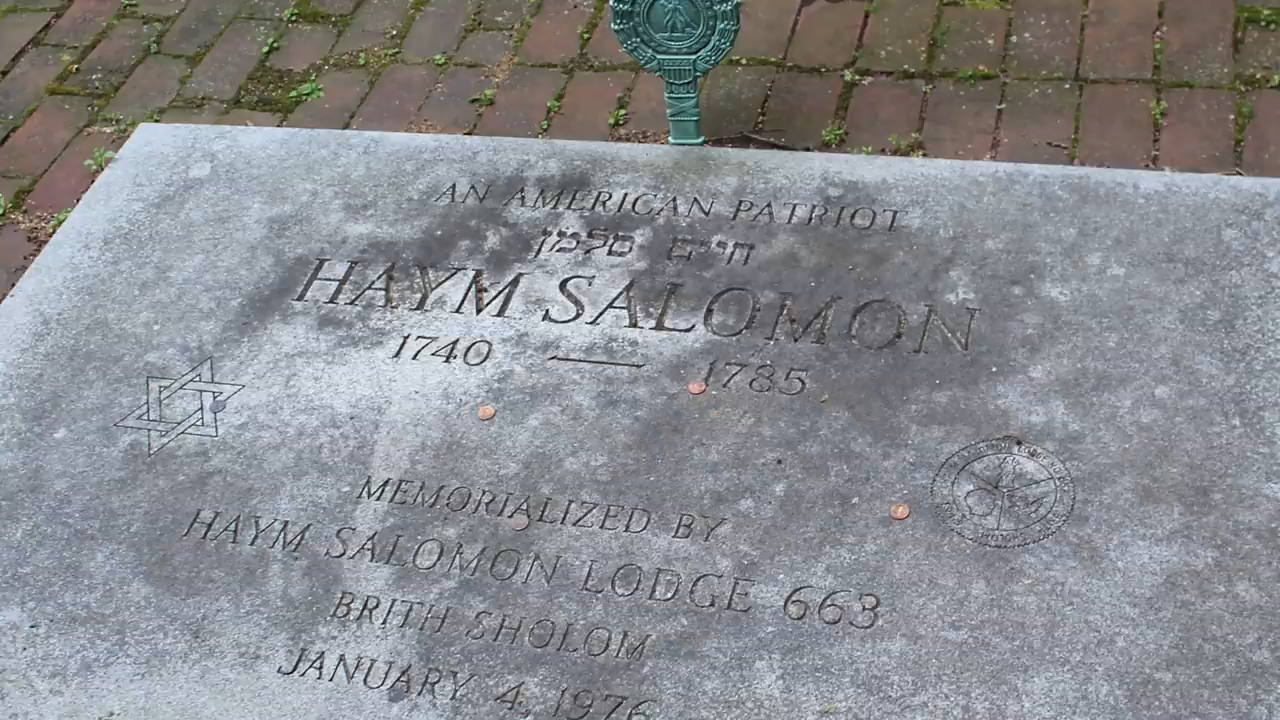 AN AMERICAN PATRIOT
חיים סלמן
HAYM SALOMON
1740 — 1785
MEMORIALIZED BY
HAYM SALOMON LODGE 663
BRITH SHOLOM
JANUARY 4, 1976